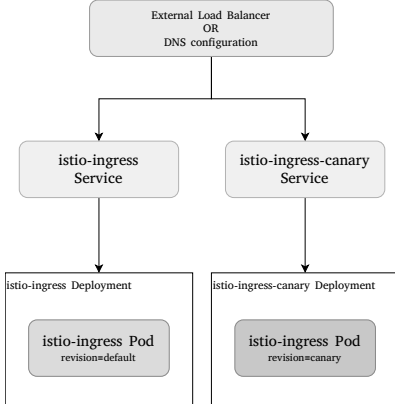 External Load Balancer
OR
DNS configuration
istio-ingress
Service
istio-ingress-canary
Service
istio-ingress Deployment
istio-ingress Pod
revision=default
istio-ingress-canary Deployment
istio-ingress Pod
revision=canary